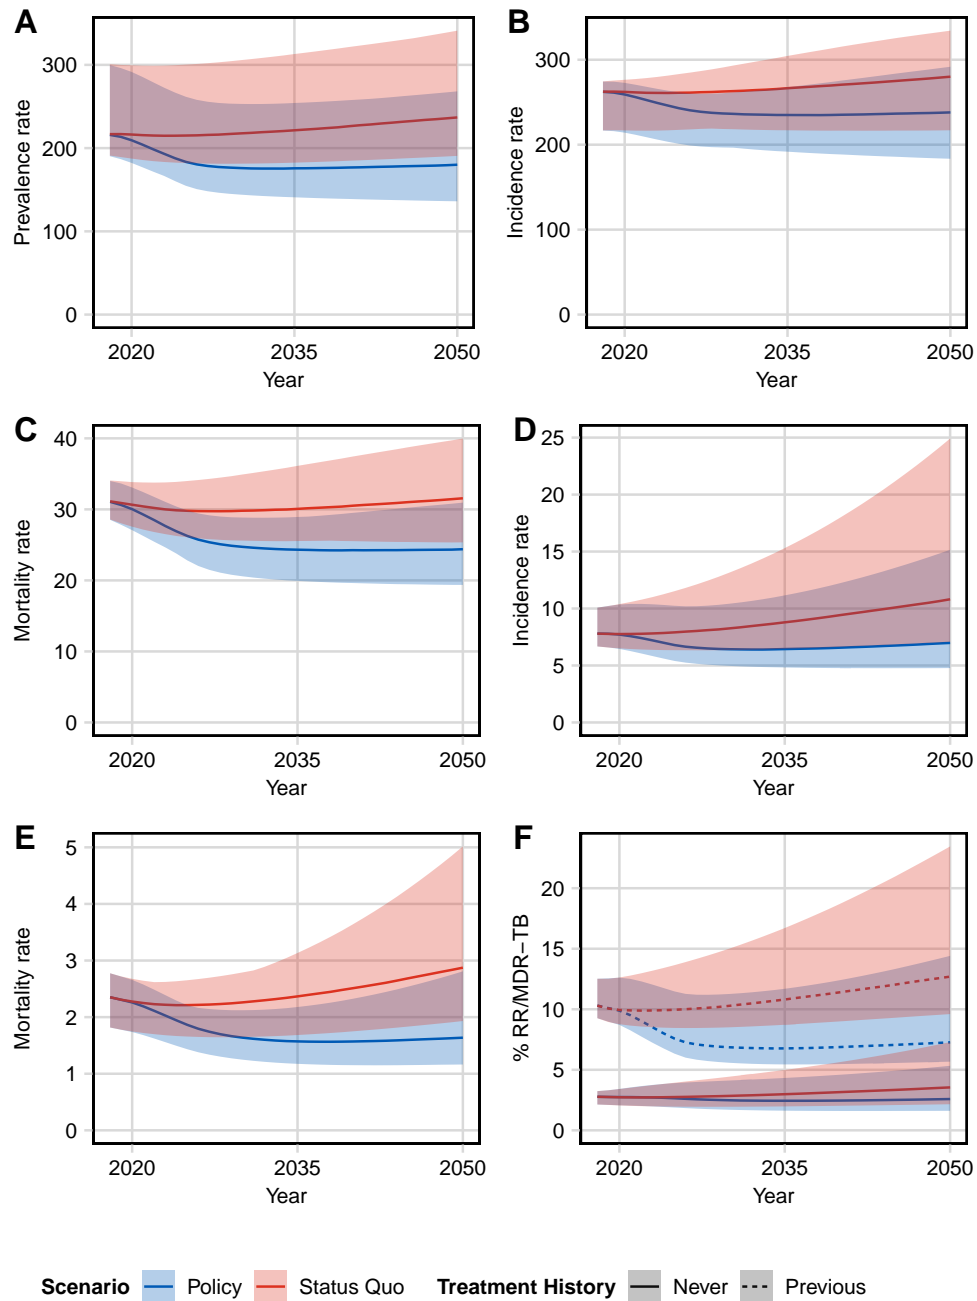 A
Prevalence rate
300
200
100
0
2020 2035 2050
Year
B
Incidence rate
300
200
100
0
2020 2035 2050
Year
C
Mortality rate
40
30
20
10
0
2020 2035 2050
Year
D
Incidence rate
25
20
15
10
5
0
2020 2035 2050
Year
E
Mortality rate
5
4
3
2
1
0
2020 2035 2050
Year
F
% RR/MDR−TB
20
15
10
5
0
2020 2035 2050
Year
Scenario Policy Status Quo Treatment History Never Previous